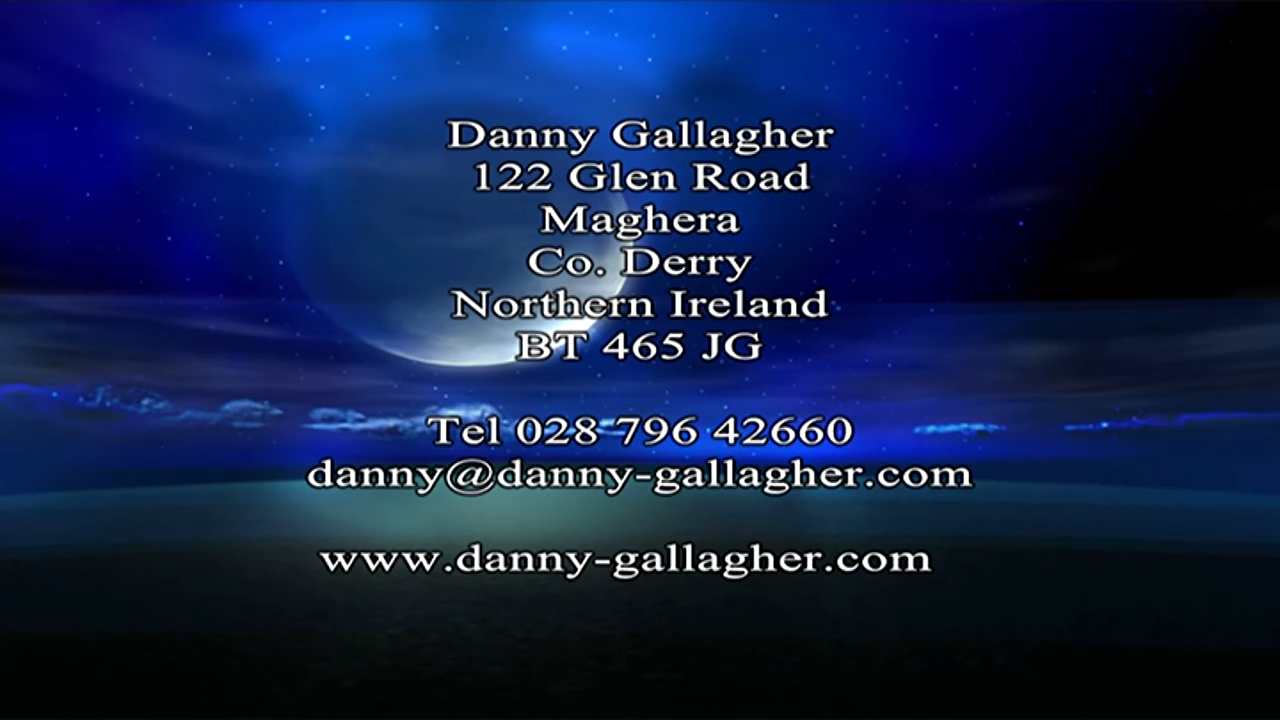 Danny Gallagher
122 Glen Road
Maghera
Co. Derry
Northern Ireland
BT 465 JG
Tel 028 796 42660
danny@danny-gallagher.com
www.danny-gallagher.com